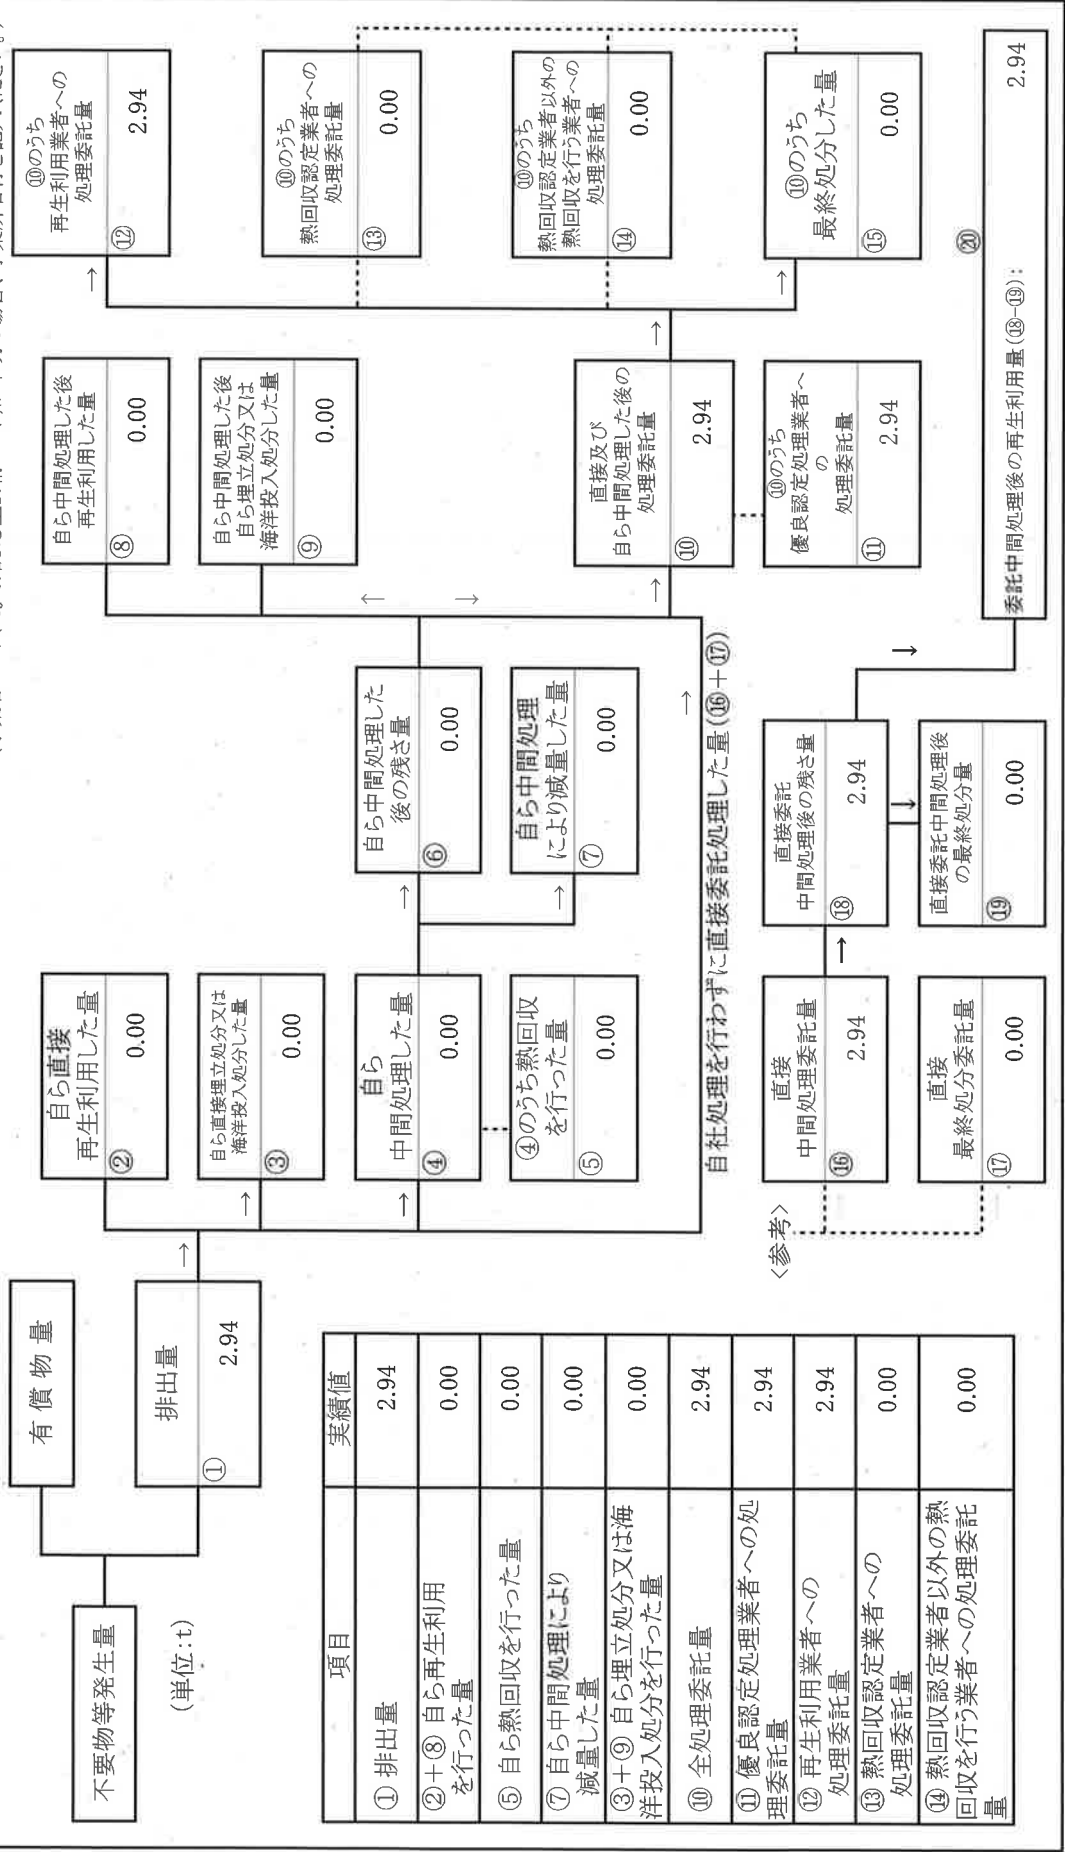 不要物等発生量
(単位:t)
有償物量
排出量
① 2.94
自ら直接
再生利用した量
② 0.00
自ら直接埋立処分又は
海洋投入処分した量
③ 0.00
自ら
中間処理した量
④ 0.00
④のうち熱回収
を行った量
⑤ 0.00
自ら中間処理した
後の残さ量
⑥ 0.00
自ら中間処理
により減量した量
⑦ 0.00
自ら中間処理した後
再生利用した量
⑧ 0.00
自ら中間処理した後
自ら埋立処分又は
海洋投入処分した量
⑨ 0.00
直接及び
自ら中間処理した後の
処理委託量
⑩ 2.94
⑩のうち
優良認定処理業者へ
の
処理委託量
⑪ 2.94
⑩のうち
再生利用業者への
処理委託量
⑫ 2.94
⑩のうち
熱回収認定業者への
処理委託量
⑬ 0.00
⑩のうち
熱回収認定業者以外の
熱回収を行う業者への
処理委託量
⑭ 0.00
⑩のうち
最終処分した量
⑮ 0.00
自社処理を行わずに直接委託処理した量(⑯+⑰)
<参考>
直接
中間処理委託量
⑯ 2.94
直接
最終処分委託量
⑰ 0.00
直接委託
中間処理後の残さ量
⑱ 2.94
直接委託中間処理後
の最終処分量
⑲ 0.00
⑳
委託中間処理後の再生利用量(⑱-⑲): 2.94
項目 実績値
①排出量 2.94
②+⑧ 自ら再生利用
を行った量 0.00
⑤ 自ら熱回収を行った量 0.00
⑦ 自ら中間処理により
減量した量 0.00
③+⑨ 自ら埋立処分又は海
洋投入処分を行った量 0.00
⑩ 全処理委託量 2.94
⑪ 優良認定処理業者への処
理委託量 2.94
⑫ 再生利用業者への
処理委託量 2.94
⑬ 熱回収認定業者への
処理委託量 0.00
⑭ 熱回収認定業者以外の熱
回収を行う業者への処理委託
量 0.00